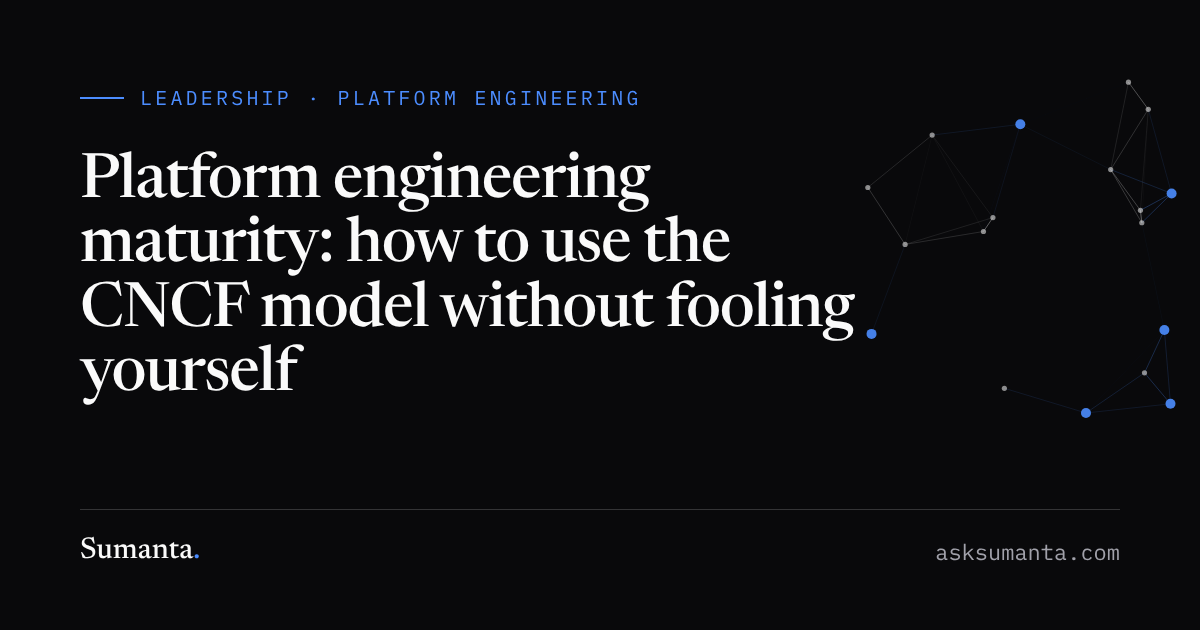 LEADERSHIP · PLATFORM ENGINEERING
Platform engineering
maturity: how to use the
CNCF model without fooling
yourself
Sumanta.
asksumanta.com